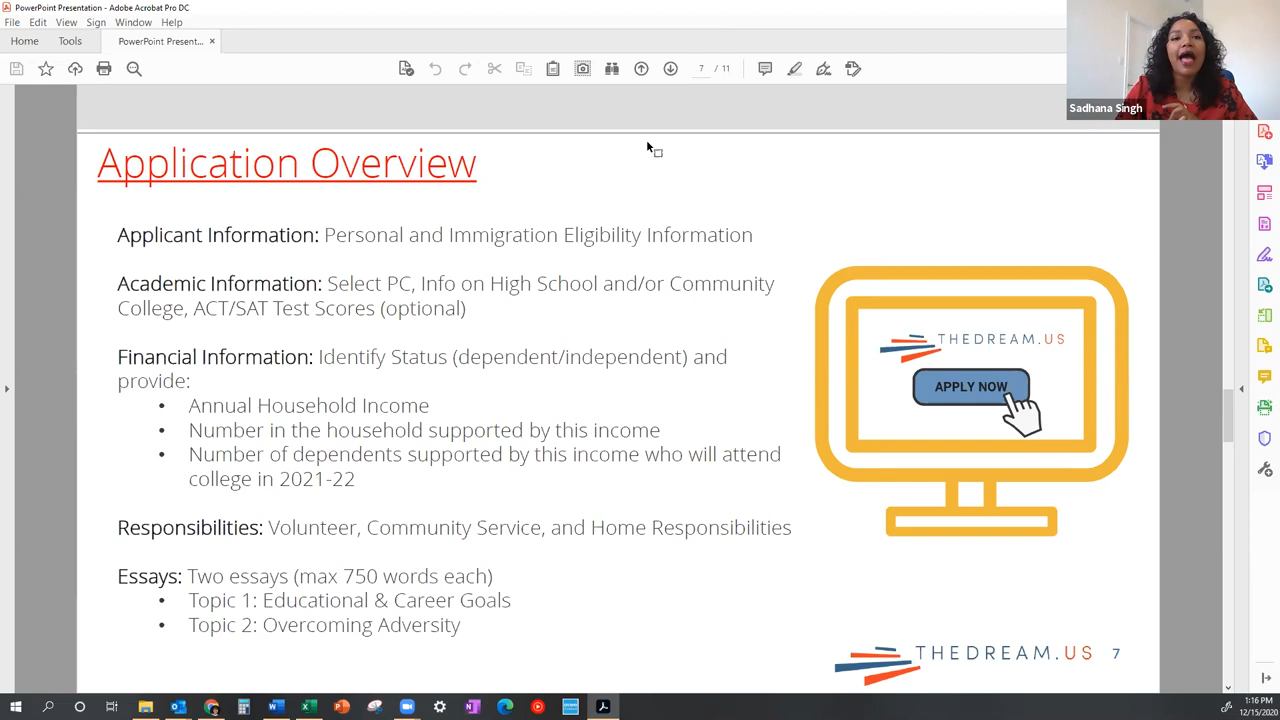 PowerPoint Presentation - Adobe Acrobat Pro DC
File Edit View Sign Window Help
Home Tools PowerPoint Present... ×
7 / 11
Sadhana Singh
Application Overview
Applicant Information: Personal and Immigration Eligibility Information
Academic Information: Select PC, Info on High School and/or Community
College, ACT/SAT Test Scores (optional)
Financial Information: Identify Status (dependent/independent) and
provide:
• Annual Household Income
• Number in the household supported by this income
• Number of dependents supported by this income who will attend
college in 2021-22
Responsibilities: Volunteer, Community Service, and Home Responsibilities
Essays: Two essays (max 750 words each)
• Topic 1: Educational & Career Goals
• Topic 2: Overcoming Adversity
THEDREAM.US
APPLY NOW
THEDREAM.US 7
1:16 PM
12/15/2020